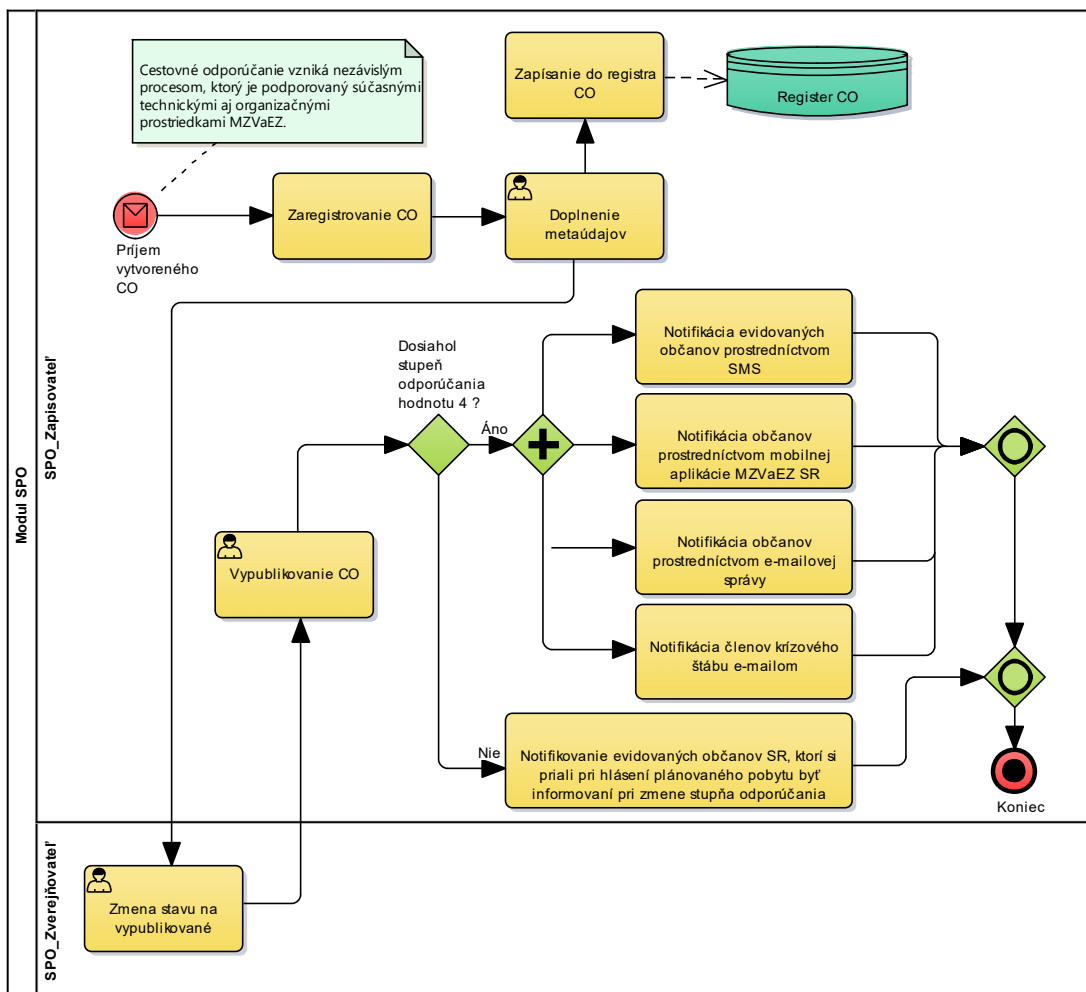 Modul SPO
SPO_Zapisovateľ
Cestovné odporúčanie vzniká nezávislým
procesom, ktorý je podporovaný súčasnými
technickými aj organizačnými
prostriedkami MZVaEZ.
Zapísanie do registra
CO
Register CO
Príjem
vytvoreného
CO
Zaregistrovanie CO
Doplnenie
metaúdajov
Dosiahol
stupeň
odporúčania
hodnotu 4 ?
Áno
Notifikácia evidovaných
občanov prostredníctvom
SMS
Notifikácia občanov
prostredníctvom mobilnej
aplikácie MZVaEZ SR
Notifikácia občanov
prostredníctvom e-mailovej
správy
Notifikácia členov krízového
štábu e-mailom
Vypublikovanie CO
Nie
Notifikovanie evidovaných občanov SR, ktorí si
priali pri hlásení plánovaného pobytu byť
informovaní pri zmene stupňa odporúčania
Koniec
SPO_Zverejňovateľ
Zmena stavu na
vypublikované